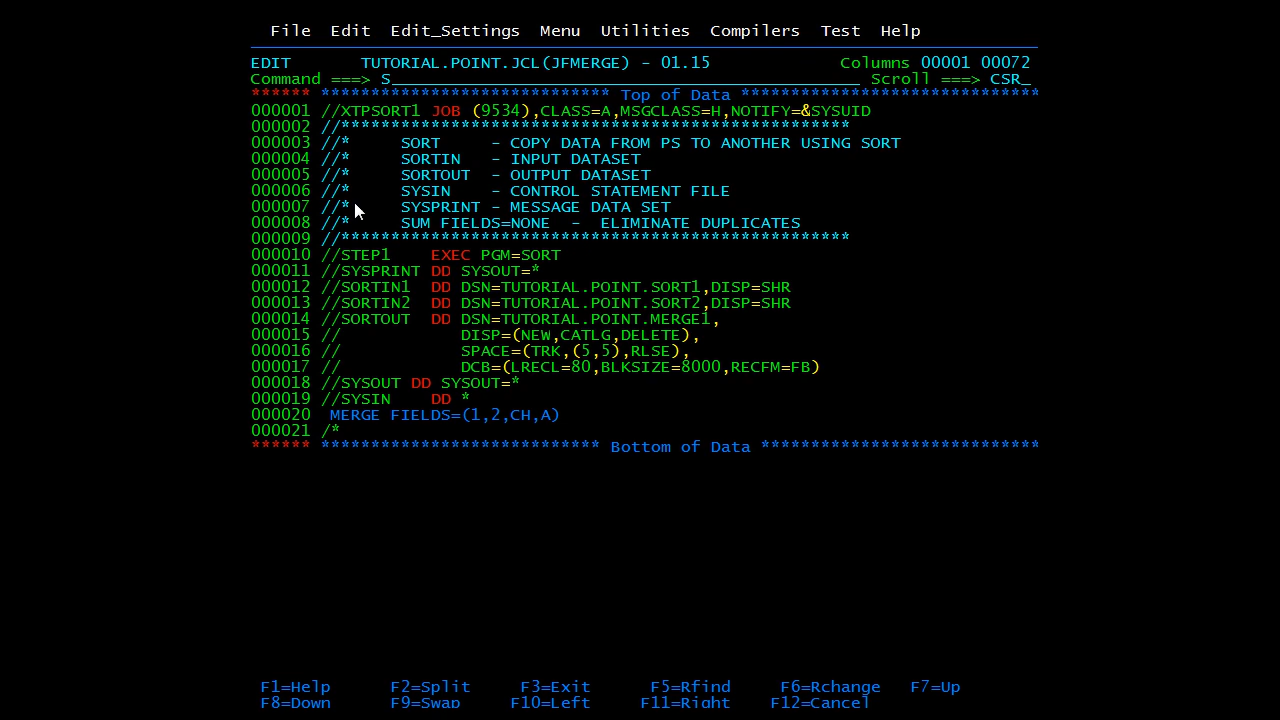 File  Edit  Edit_Settings  Menu  Utilities  Compilers  Test  Help
EDIT       TUTORIAL.POINT.JCL(JFMERGE) - 01.15             Columns 00001 00072
Command ===> S_______________________________________________ Scroll ===> CSR_
****** ***************************** Top of Data ******************************
000001 //XTPSORT1 JOB (9534),CLASS=A,MSGCLASS=H,NOTIFY=&SYSUID
000002 //***************************************************
000003 //*     SORT     - COPY DATA FROM PS TO ANOTHER USING SORT
000004 //*     SORTIN   - INPUT DATASET
000005 //*     SORTOUT  - OUTPUT DATASET
000006 //*     SYSIN    - CONTROL STATEMENT FILE
000007 //*     SYSPRINT - MESSAGE DATA SET
000008 //*     SUM FIELDS=NONE  -  ELIMINATE DUPLICATES
000009 //***************************************************
000010 //STEP1    EXEC PGM=SORT
000011 //SYSPRINT DD SYSOUT=*
000012 //SORTIN1  DD DSN=TUTORIAL.POINT.SORT1,DISP=SHR
000013 //SORTIN2  DD DSN=TUTORIAL.POINT.SORT2,DISP=SHR
000014 //SORTOUT  DD DSN=TUTORIAL.POINT.MERGE1,
000015 //            DISP=(NEW,CATLG,DELETE),
000016 //            SPACE=(TRK,(5,5),RLSE),
000017 //            DCB=(LRECL=80,BLKSIZE=8000,RECFM=FB)
000018 //SYSOUT DD SYSOUT=*
000019 //SYSIN    DD *
000020  MERGE FIELDS=(1,2,CH,A)
000021 /*
****** **************************** Bottom of Data ****************************
F1=Help      F2=Split     F3=Exit      F5=Rfind     F6=Rchange   F7=Up
F8=Down      F9=Swap     F10=Left     F11=Right    F12=Cancel